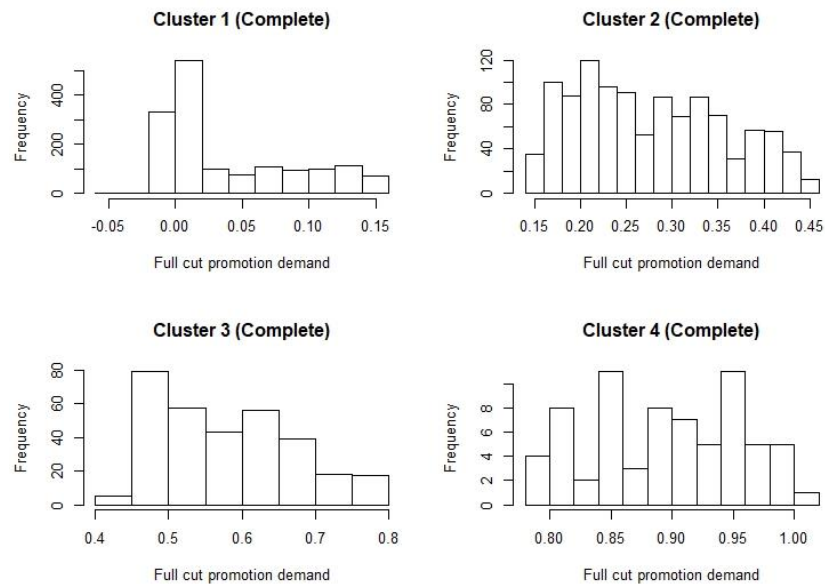 Cluster 1 (Complete)
Frequency
0 200 400
-0.05 0.00 0.05 0.10 0.15
Full cut promotion demand
Cluster 2 (Complete)
Frequency
0 40 80 120
0.15 0.20 0.25 0.30 0.35 0.40 0.45
Full cut promotion demand
Cluster 3 (Complete)
Frequency
0 20 40 60 80
0.4 0.5 0.6 0.7 0.8
Full cut promotion demand
Cluster 4 (Complete)
Frequency
0 2 4 6 8
0.80 0.85 0.90 0.95 1.00
Full cut promotion demand